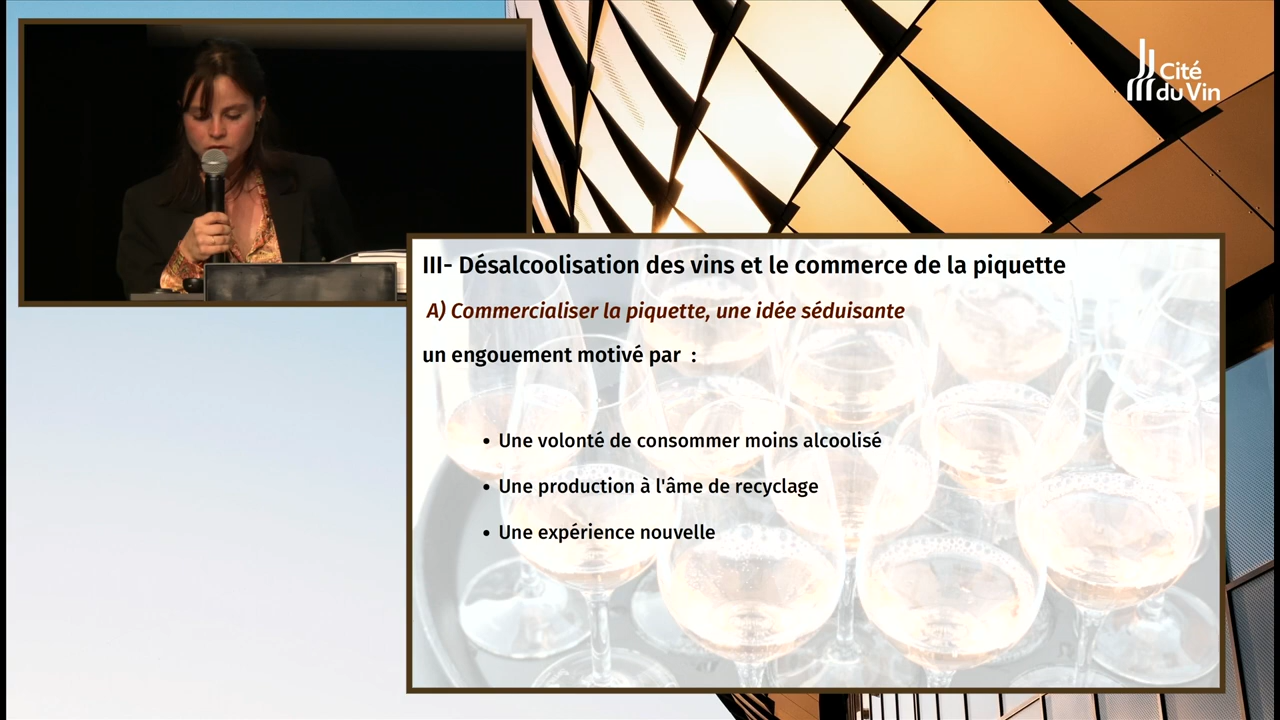 Cité
du Vin
III- Désalcoolisation des vins et le commerce de la piquette
A) Commercialiser la piquette, une idée séduisante
un engouement motivé par  :
• Une volonté de consommer moins alcoolisé
• Une production à l'âme de recyclage
• Une expérience nouvelle